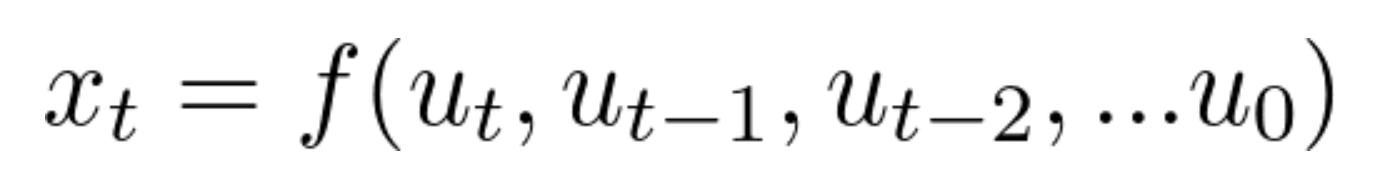 x_t = f(u_t, u_{t-1}, u_{t-2}, ...u_0)